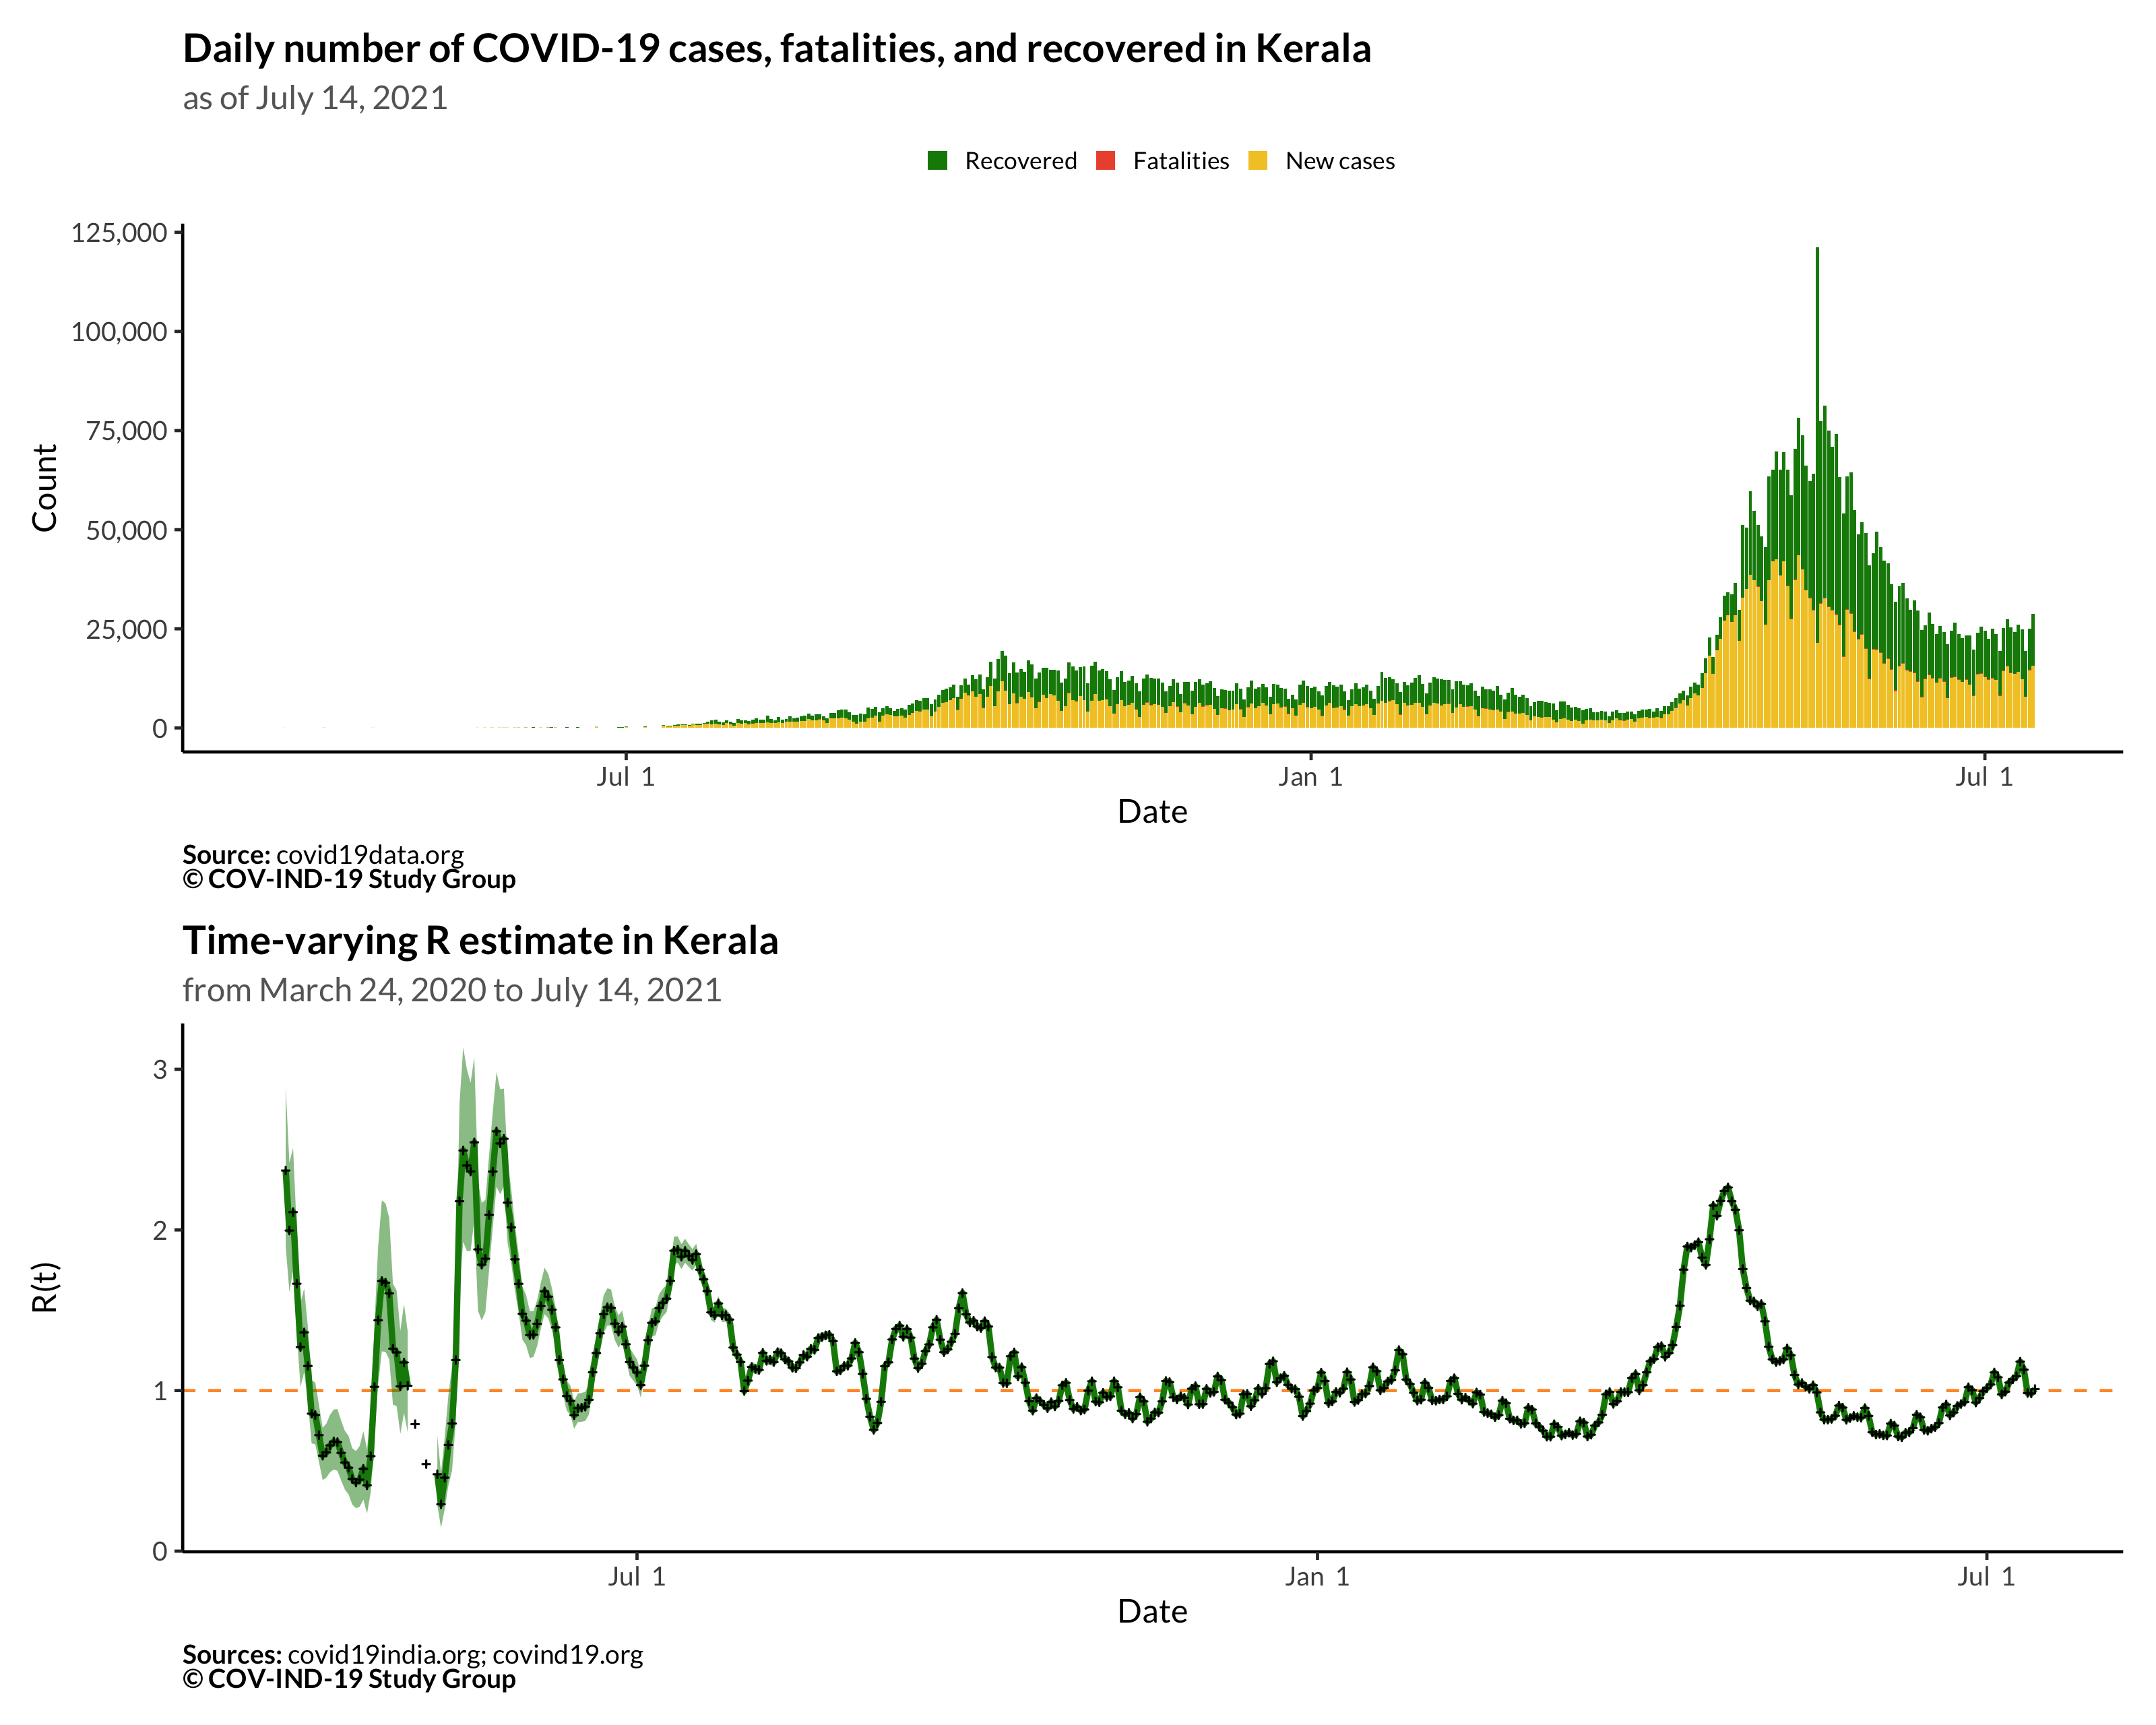 Daily number of COVID-19 cases, fatalities, and recovered in Kerala
as of July 14, 2021
Recovered Fatalities New cases
125,000
100,000
75,000
50,000
25,000
0
Count
Jul 1 Jan 1 Jul 1
Date
Source: covid19data.org
© COV-IND-19 Study Group
Time-varying R estimate in Kerala
from March 24, 2020 to July 14, 2021
3
2
1
0
R(t)
Jul 1 Jan 1 Jul 1
Date
Sources: covid19india.org; covind19.org
© COV-IND-19 Study Group